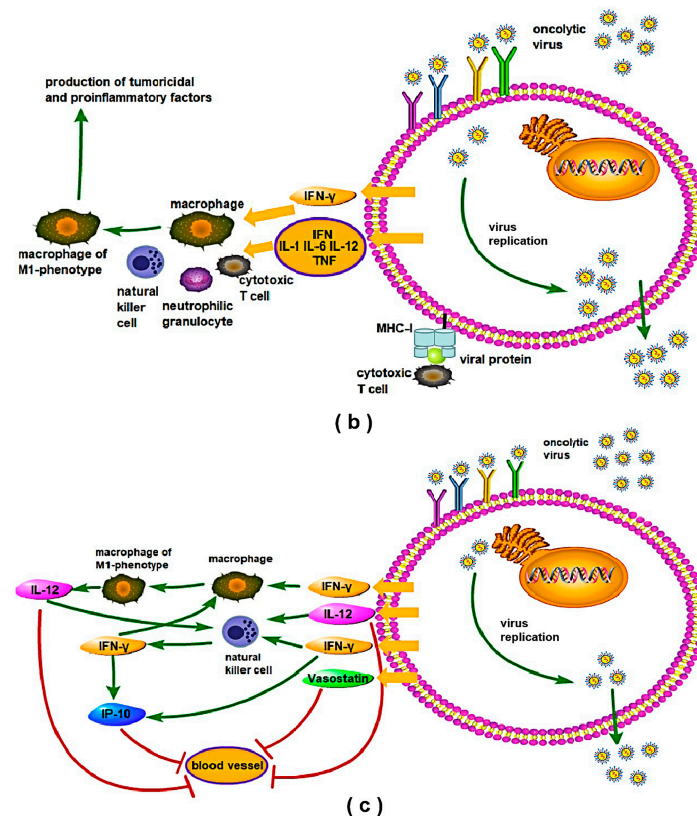 oncolytic
virus
production of tumoricidal
and proinflammatory factors
IFN-γ
macrophage
IFN
IL-I IL-6 IL-12
TNF
virus
replication
macrophage of
M1-phenotype
natural
killer
cell
neutrophilic
granulocyte
cytotoxic
T cell
MHC-I
viral protein
cytotoxic
T cell
( b )
oncolytic
virus
macrophage of
M1-phenotype
macrophage
IL-12
IFN-γ
IL-12
virus
replication
IFN-γ
natural
killer cell
IFN-γ
Vasostatin
IP-10
blood vessel
( c )